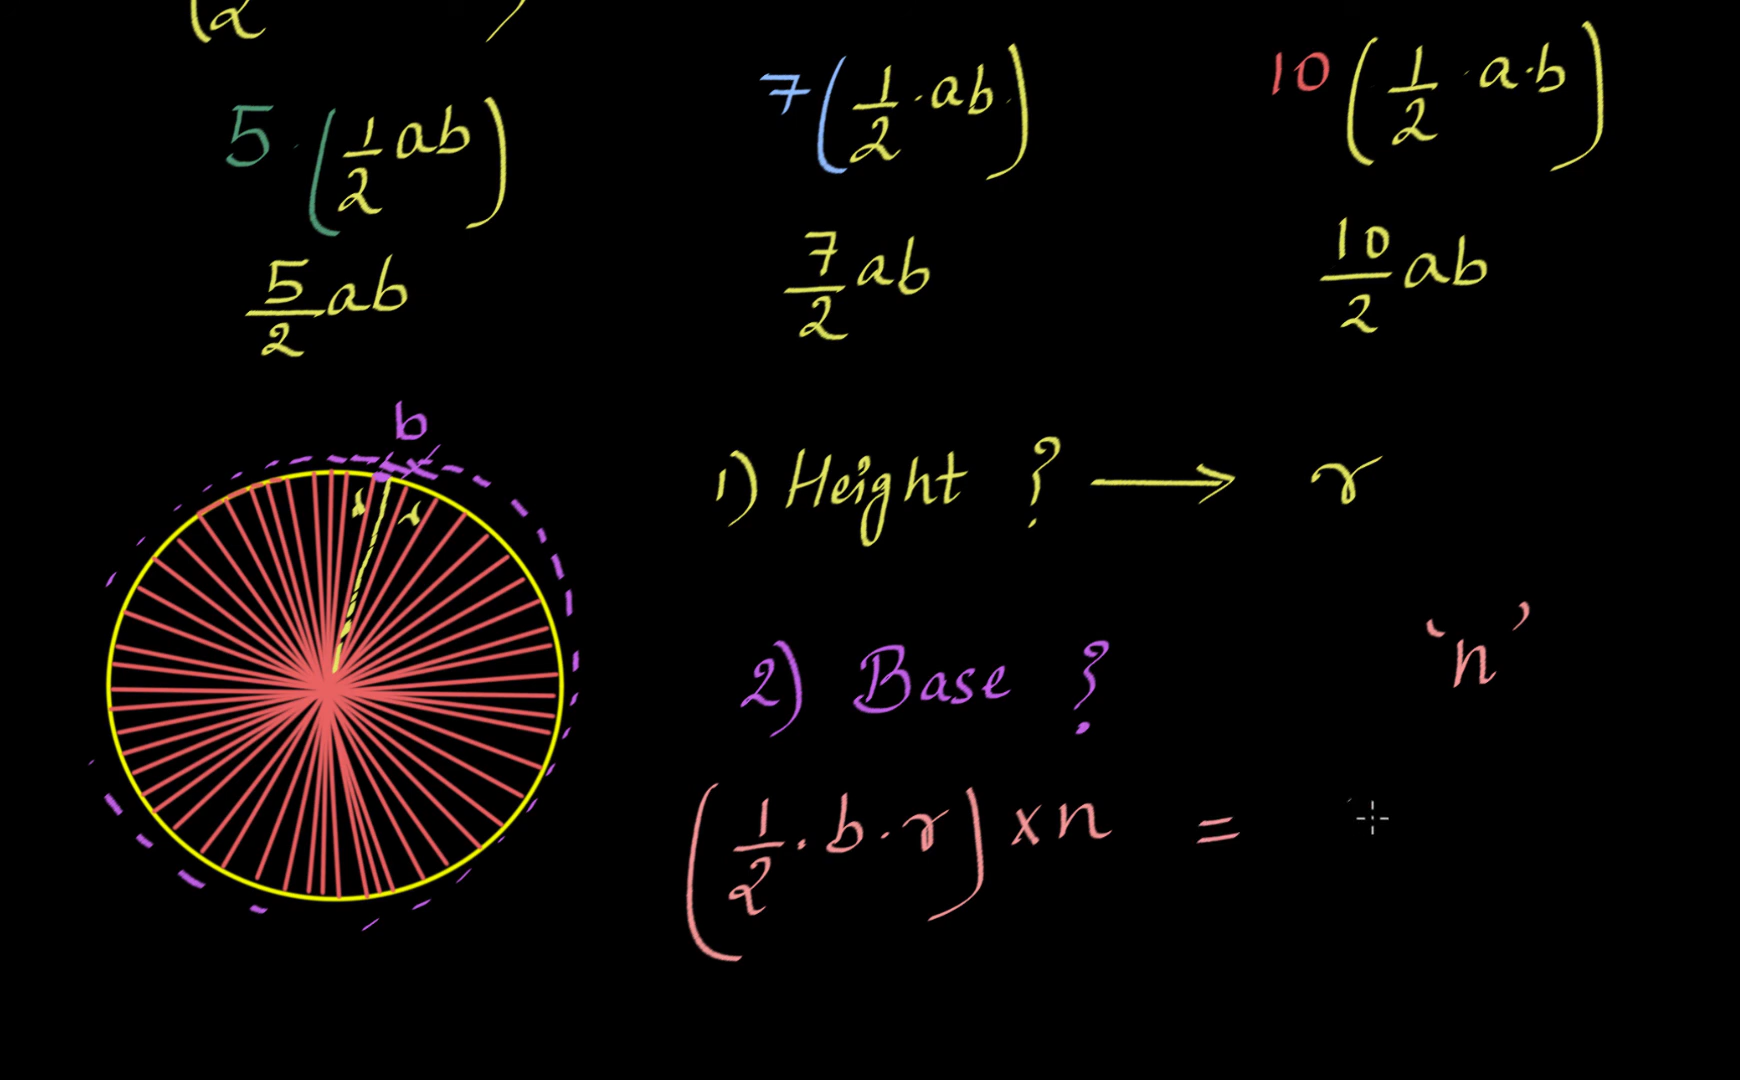 (2 )
5 · (1/2 ab)
7 (1/2 · ab)
10 (1/2 · a · b)
5/2 ab
7/2 ab
10/2 ab
b
r
1) Height ? → r
2) Base ?
'n'
(1/2 · b · r) × n =